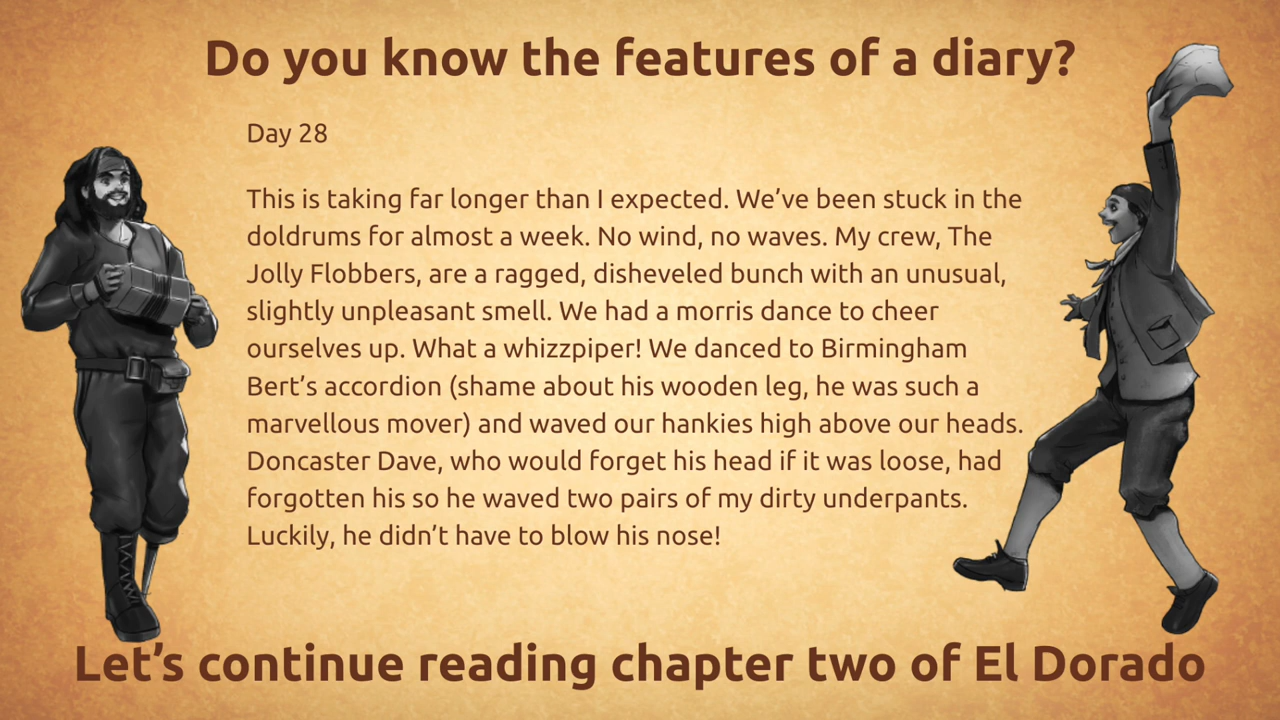 Do you know the features of a diary?
Day 28
This is taking far longer than I expected. We’ve been stuck in the
doldrums for almost a week. No wind, no waves. My crew, The
Jolly Flobbers, are a ragged, disheveled bunch with an unusual,
slightly unpleasant smell. We had a morris dance to cheer
ourselves up. What a whizzpiper! We danced to Birmingham
Bert’s accordion (shame about his wooden leg, he was such a
marvellous mover) and waved our hankies high above our heads.
Doncaster Dave, who would forget his head if it was loose, had
forgotten his so he waved two pairs of my dirty underpants.
Luckily, he didn’t have to blow his nose!
Let’s continue reading chapter two of El Dorado